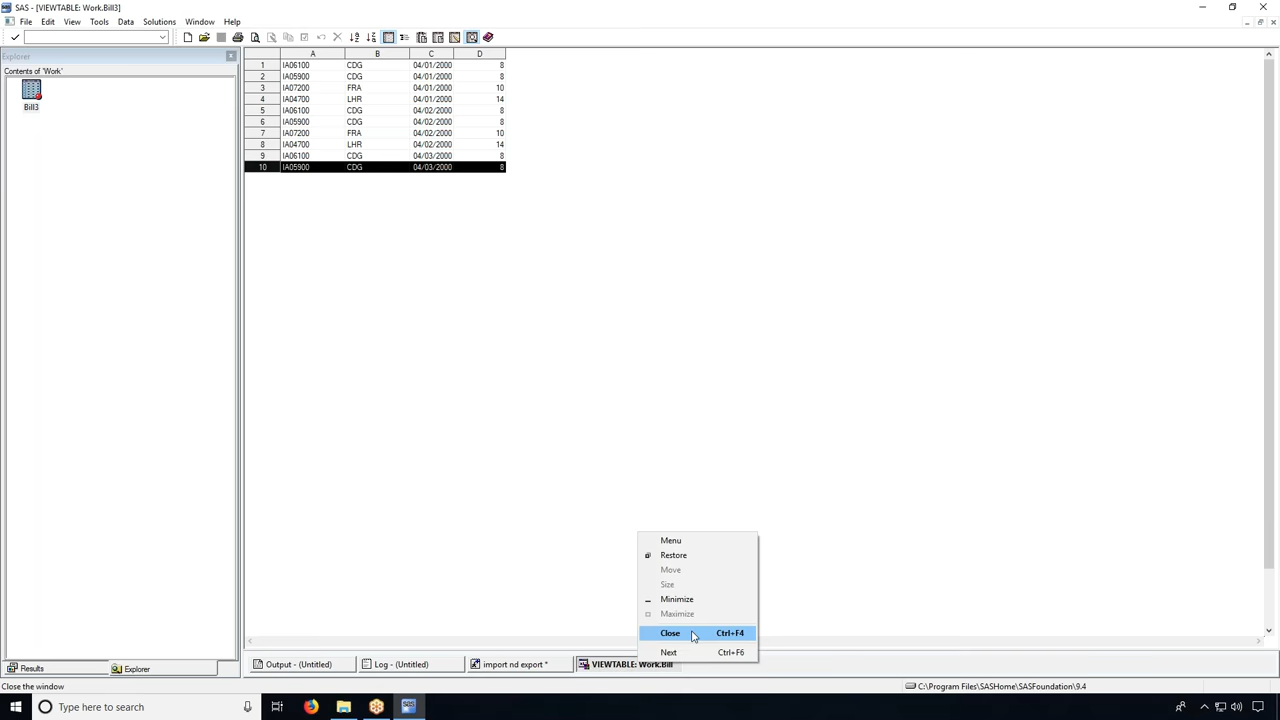 SAS - [VIEWTABLE: Work.Bill3]
File Edit View Tools Data Solutions Window Help
Explorer
Contents of 'Work'
Bill3
A B C D
1 IA06100 CDG 04/01/2000 8
2 IA05900 CDG 04/01/2000 8
3 IA07200 FRA 04/01/2000 10
4 IA04700 LHR 04/01/2000 14
5 IA06100 CDG 04/02/2000 8
6 IA05900 CDG 04/02/2000 8
7 IA07200 FRA 04/02/2000 10
8 IA04700 LHR 04/02/2000 14
9 IA06100 CDG 04/03/2000 8
10 IA05900 CDG 04/03/2000 8
Menu
Restore
Move
Size
Minimize
Maximize
Close Ctrl+F4
Next Ctrl+F6
Results Explorer Output - (Untitled) Log - (Untitled) import nd export * VIEWTABLE: Work.Bill
Close the window C:\Program Files\SASHome\SASFoundation\9.4
Type here to search